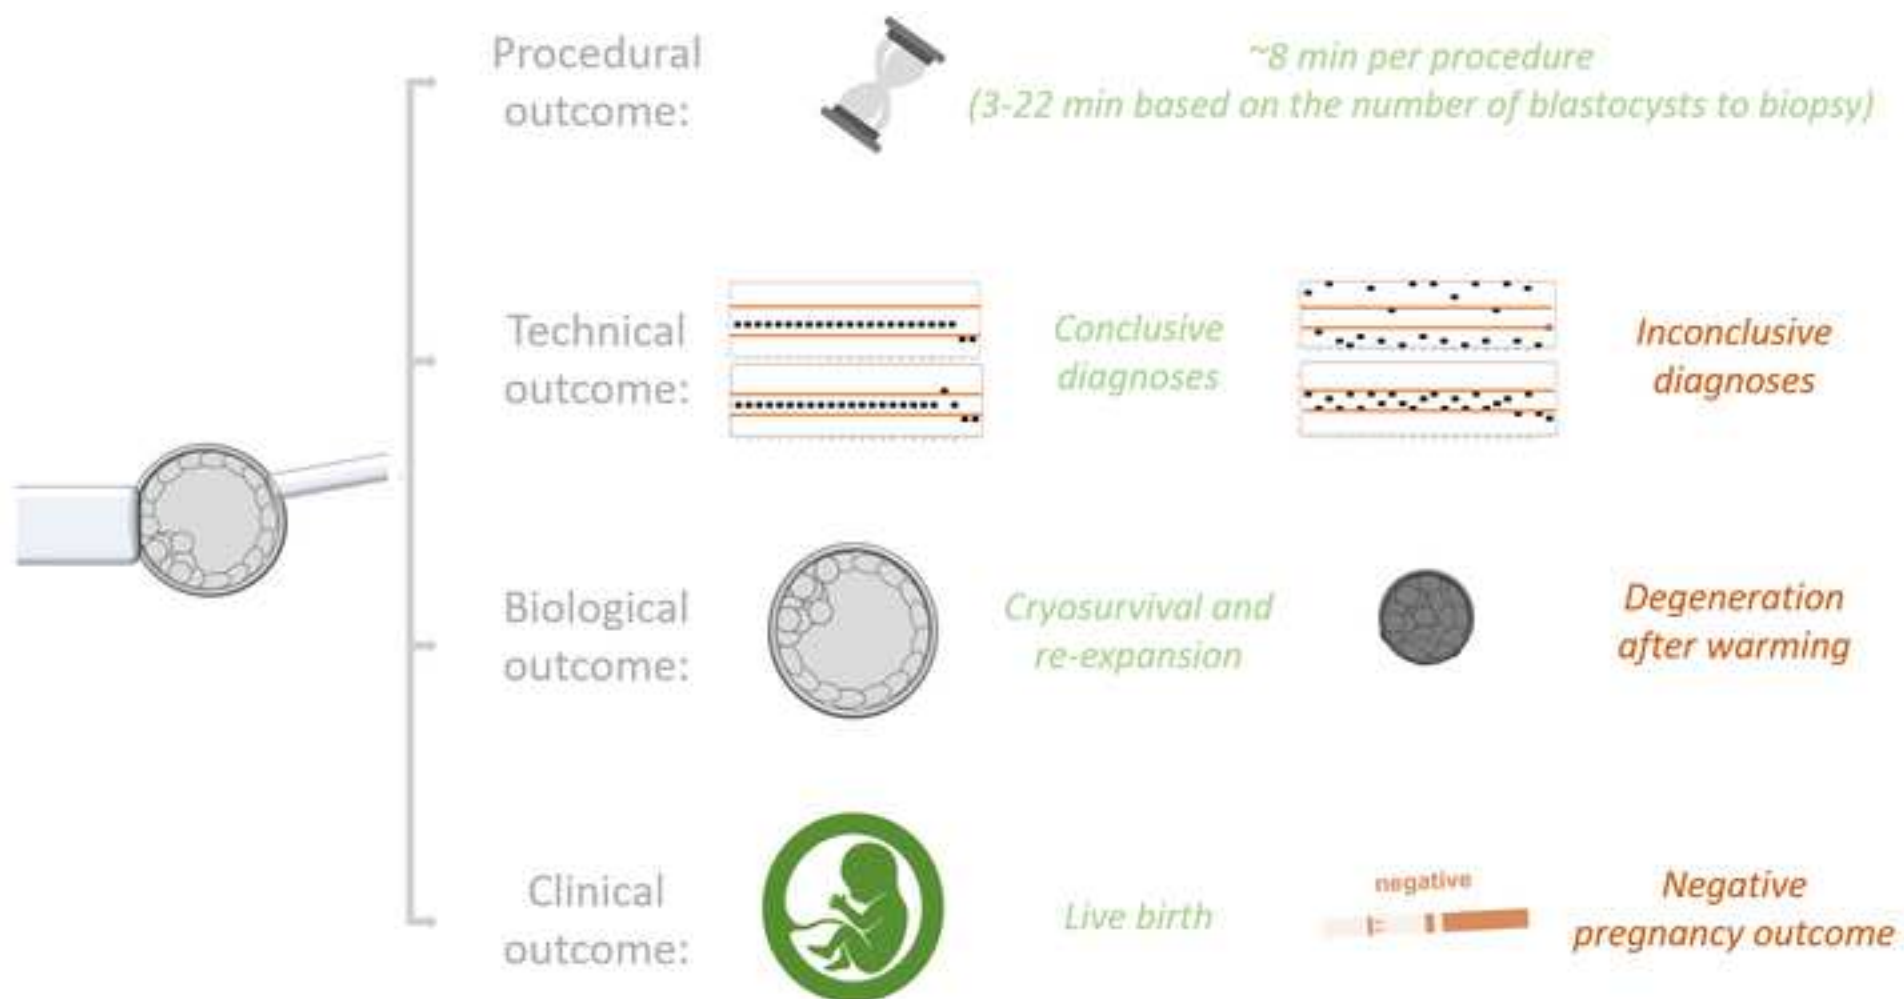 Procedural
outcome:
~8 min per procedure
(3-22 min based on the number of blastocysts to biopsy)
Technical
outcome:
Conclusive
diagnoses
Inconclusive
diagnoses
Biological
outcome:
Cryosurvival and
re-expansion
Degeneration
after warming
Clinical
outcome:
Live birth
negative
Negative
pregnancy outcome